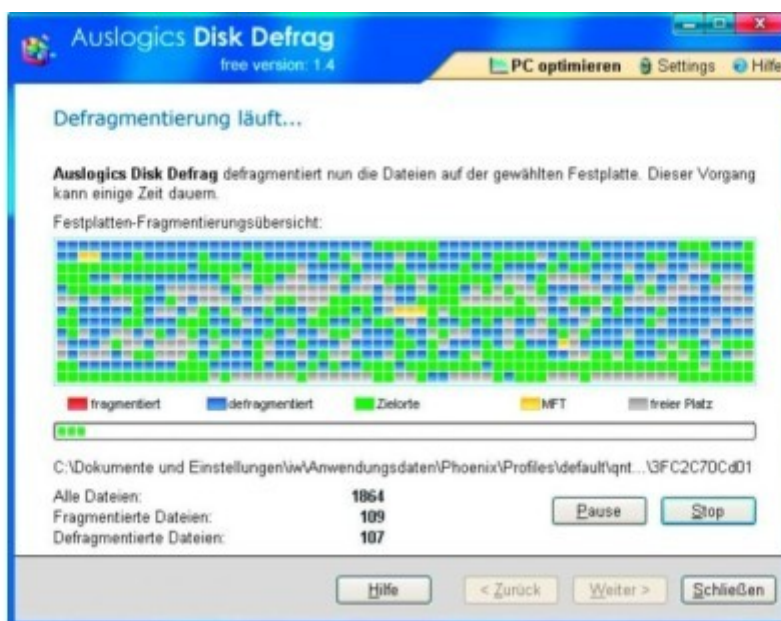 Auslogics Disk Defrag
free version: 1.4
PC optimieren Settings Hilfe
Defragmentierung läuft...
Auslogics Disk Defrag defragmentiert nun die Dateien auf der gewählten Festplatte. Dieser Vorgang
kann einige Zeit dauern.
Festplatten-Fragmentierungsübersicht:
fragmentiert defragmentiert Zielorte MFT freier Platz
C:\Dokumente und Einstellungen\iw\Anwendungsdaten\Phoenix\Profiles\default\qnt...\3FC2C70Cd01
Alle Dateien: 1864
Fragmentierte Dateien: 109
Defragmentierte Dateien: 107
Pause Stop
Hilfe < Zurück Weiter > Schließen